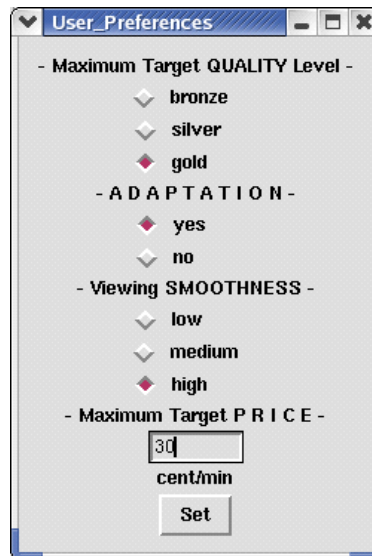 User_Preferences
- Maximum Target QUALITY Level -
bronze
silver
gold
- A D A P T A T I O N -
yes
no
- Viewing SMOOTHNESS -
low
medium
high
- Maximum Target P R I C E -
30
cent/min
Set